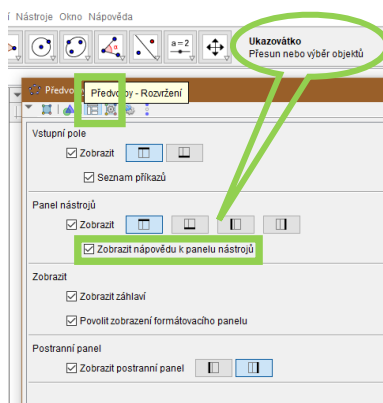 í Nástroje Okno Nápověda
a=2
Ukazovátko
Přesun nebo výběr objektů
Předvolby
Předvolby - Rozvržení
Vstupní pole
Zobrazit
Seznam příkazů
Panel nástrojů
Zobrazit
Zobrazit nápovědu k panelu nástrojů
Zobrazit
Zobrazit záhlaví
Povolit zobrazení formátovacího panelu
Postranní panel
Zobrazit postranní panel